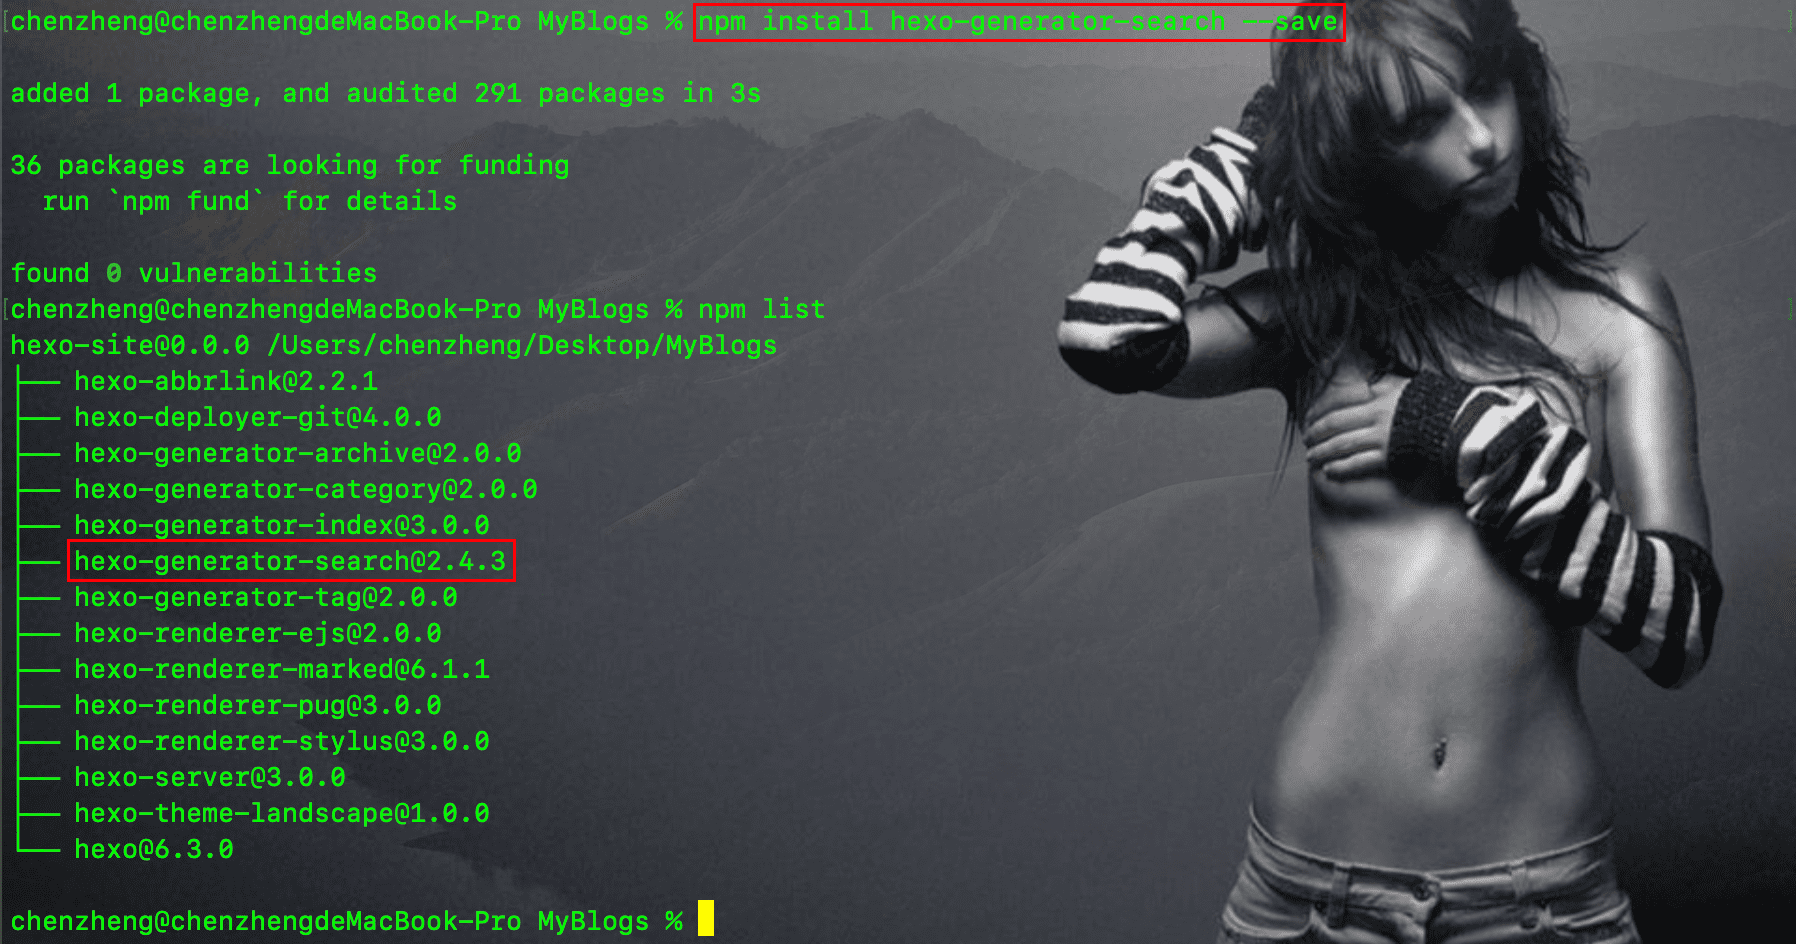 [chenzheng@chenzhengdeMacBook-Pro MyBlogs % npm install hexo-generator-search --save ]
added 1 package, and audited 291 packages in 3s
36 packages are looking for funding
  run `npm fund` for details
found 0 vulnerabilities
[chenzheng@chenzhengdeMacBook-Pro MyBlogs % npm list ]
hexo-site@0.0.0 /Users/chenzheng/Desktop/MyBlogs
├── hexo-abbrlink@2.2.1
├── hexo-deployer-git@4.0.0
├── hexo-generator-archive@2.0.0
├── hexo-generator-category@2.0.0
├── hexo-generator-index@3.0.0
├── hexo-generator-search@2.4.3
├── hexo-generator-tag@2.0.0
├── hexo-renderer-ejs@2.0.0
├── hexo-renderer-marked@6.1.1
├── hexo-renderer-pug@3.0.0
├── hexo-renderer-stylus@3.0.0
├── hexo-server@3.0.0
├── hexo-theme-landscape@1.0.0
└── hexo@6.3.0
chenzheng@chenzhengdeMacBook-Pro MyBlogs %